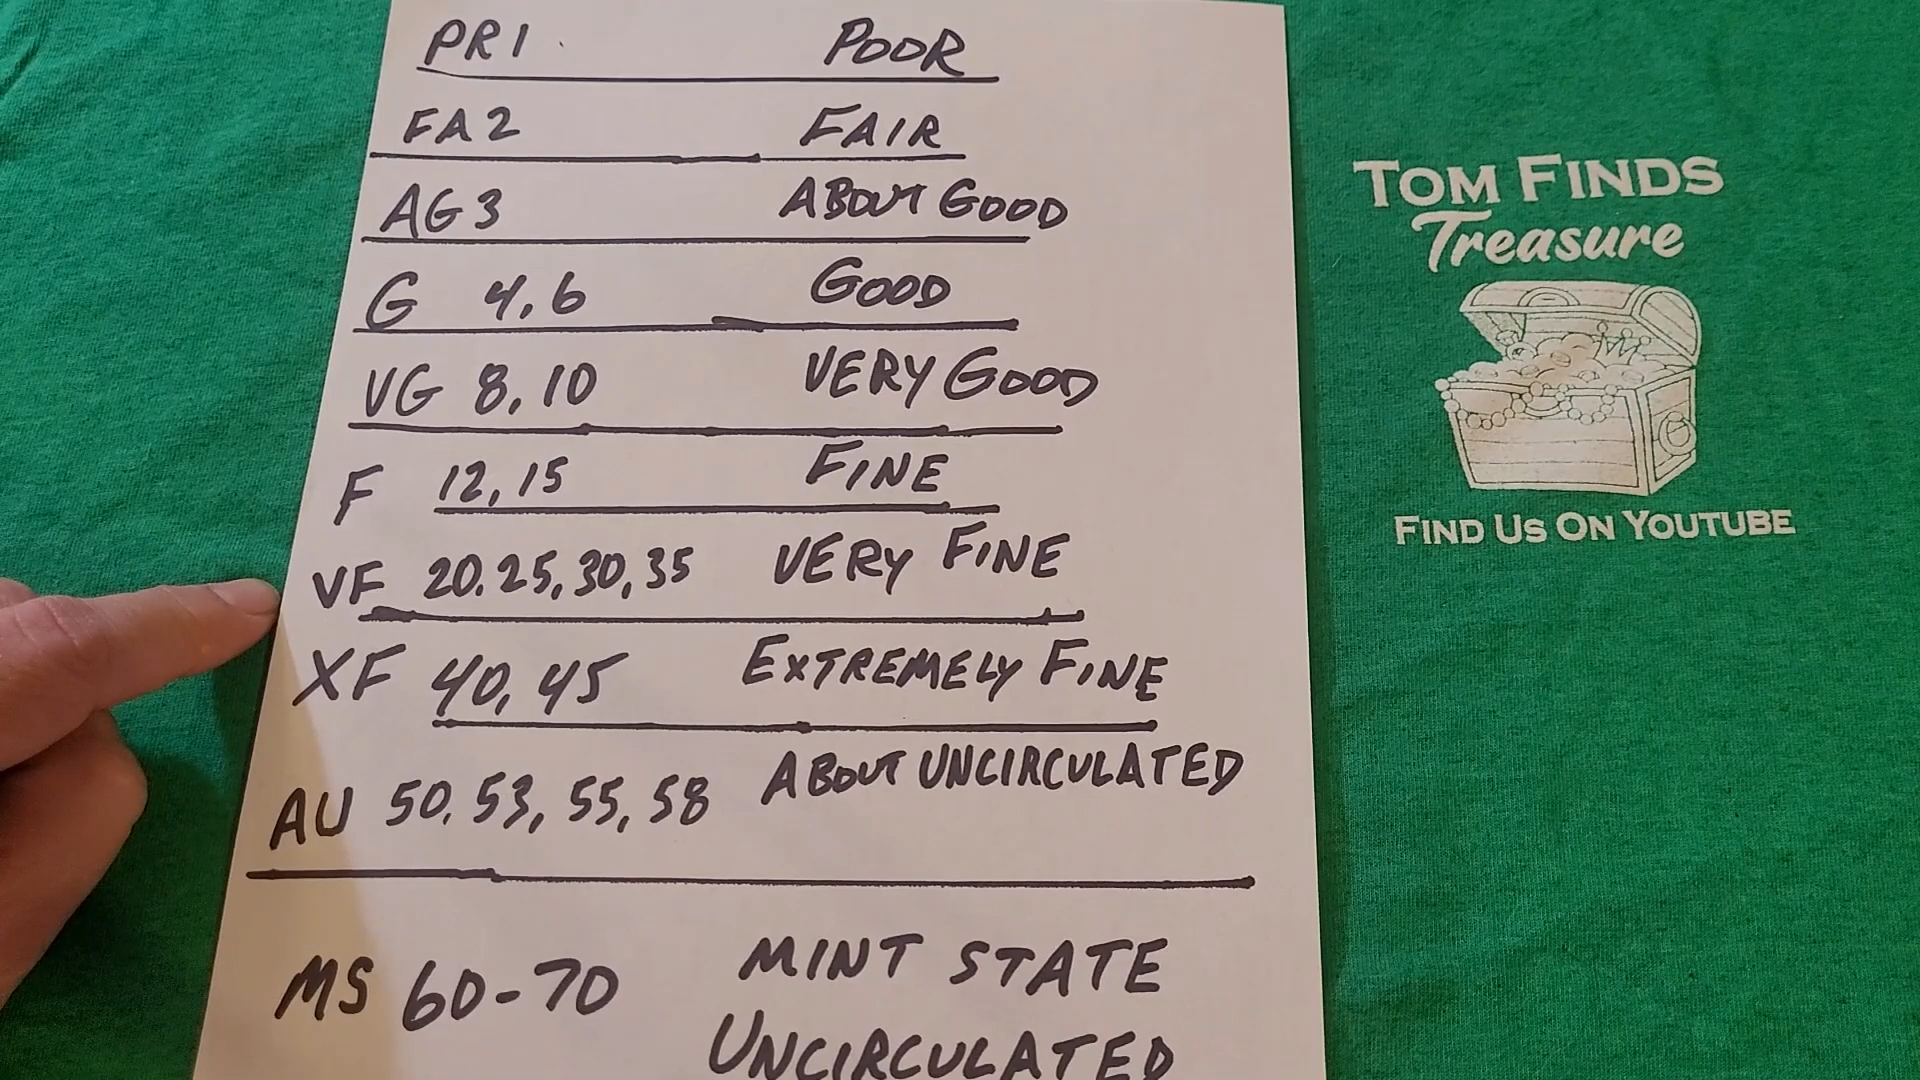 PR1 POOR
FA2 FAIR
AG3 ABOUT GOOD
G 4,6 GOOD
VG 8,10 VERY GOOD
F 12,15 FINE
VF 20.25,30,35 VERY FINE
XF 40,45 EXTREMELY FINE
AU 50,53,55,58 ABOUT UNCIRCULATED
MS 60-70 MINT STATE
UNCIRCULATED
TOM FINDS
Treasure
FIND US ON YOUTUBE